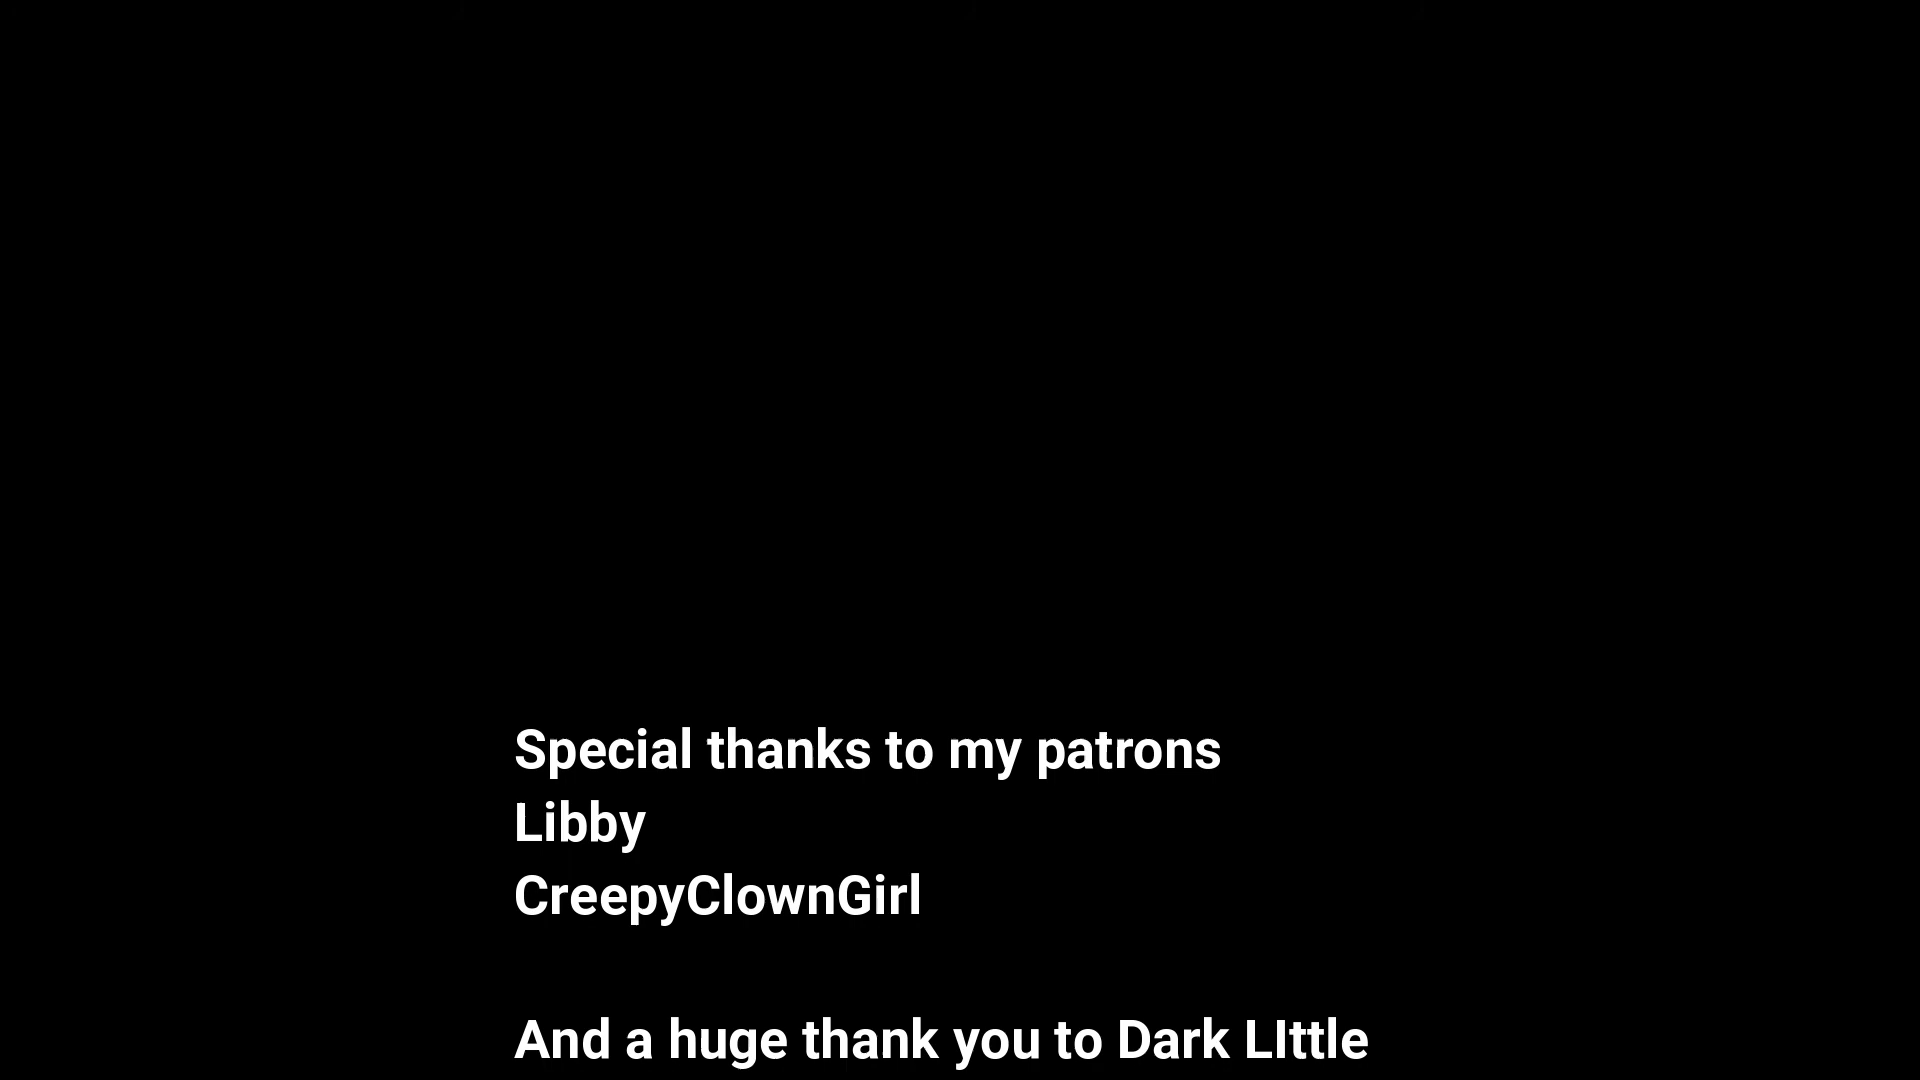 Special thanks to my patrons
Libby
CreepyClownGirl
And a huge thank you to Dark LIttle